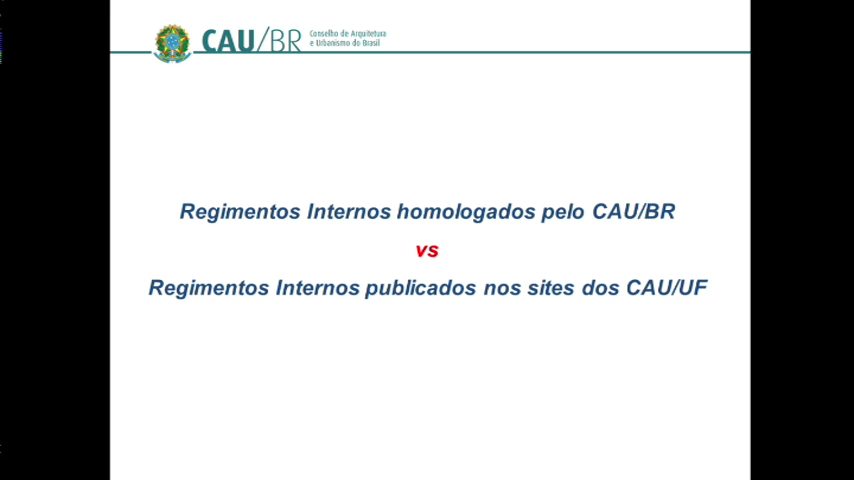 CAU/BR
Conselho de Arquitetura
e Urbanismo do Brasil
Regimentos Internos homologados pelo CAU/BR
vs
Regimentos Internos publicados nos sites dos CAU/UF